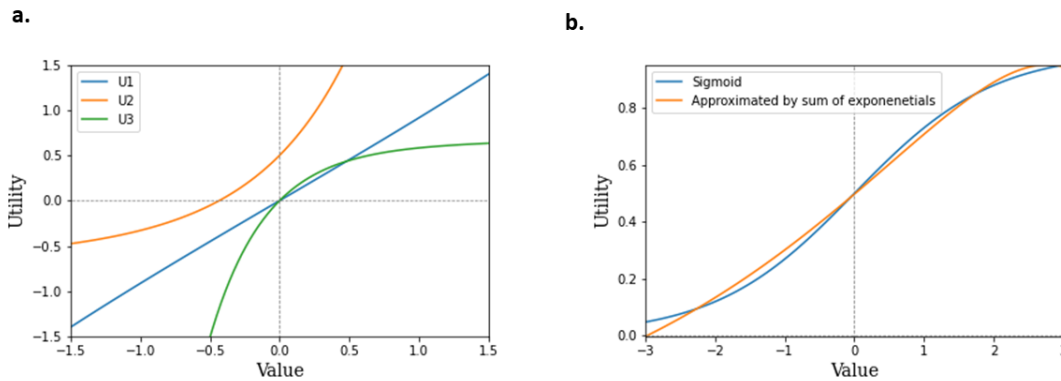 a.
b.
1.5
1.0
0.5
0.0
−0.5
−1.0
−1.5
Utility
U1
U2
U3
−1.5
−1.0
−0.5
0.0
0.5
1.0
1.5
Value
0.8
0.6
0.4
0.2
0.0
Utility
Sigmoid
Approximated by sum of exponenetials
−3
−2
−1
0
1
2
Value